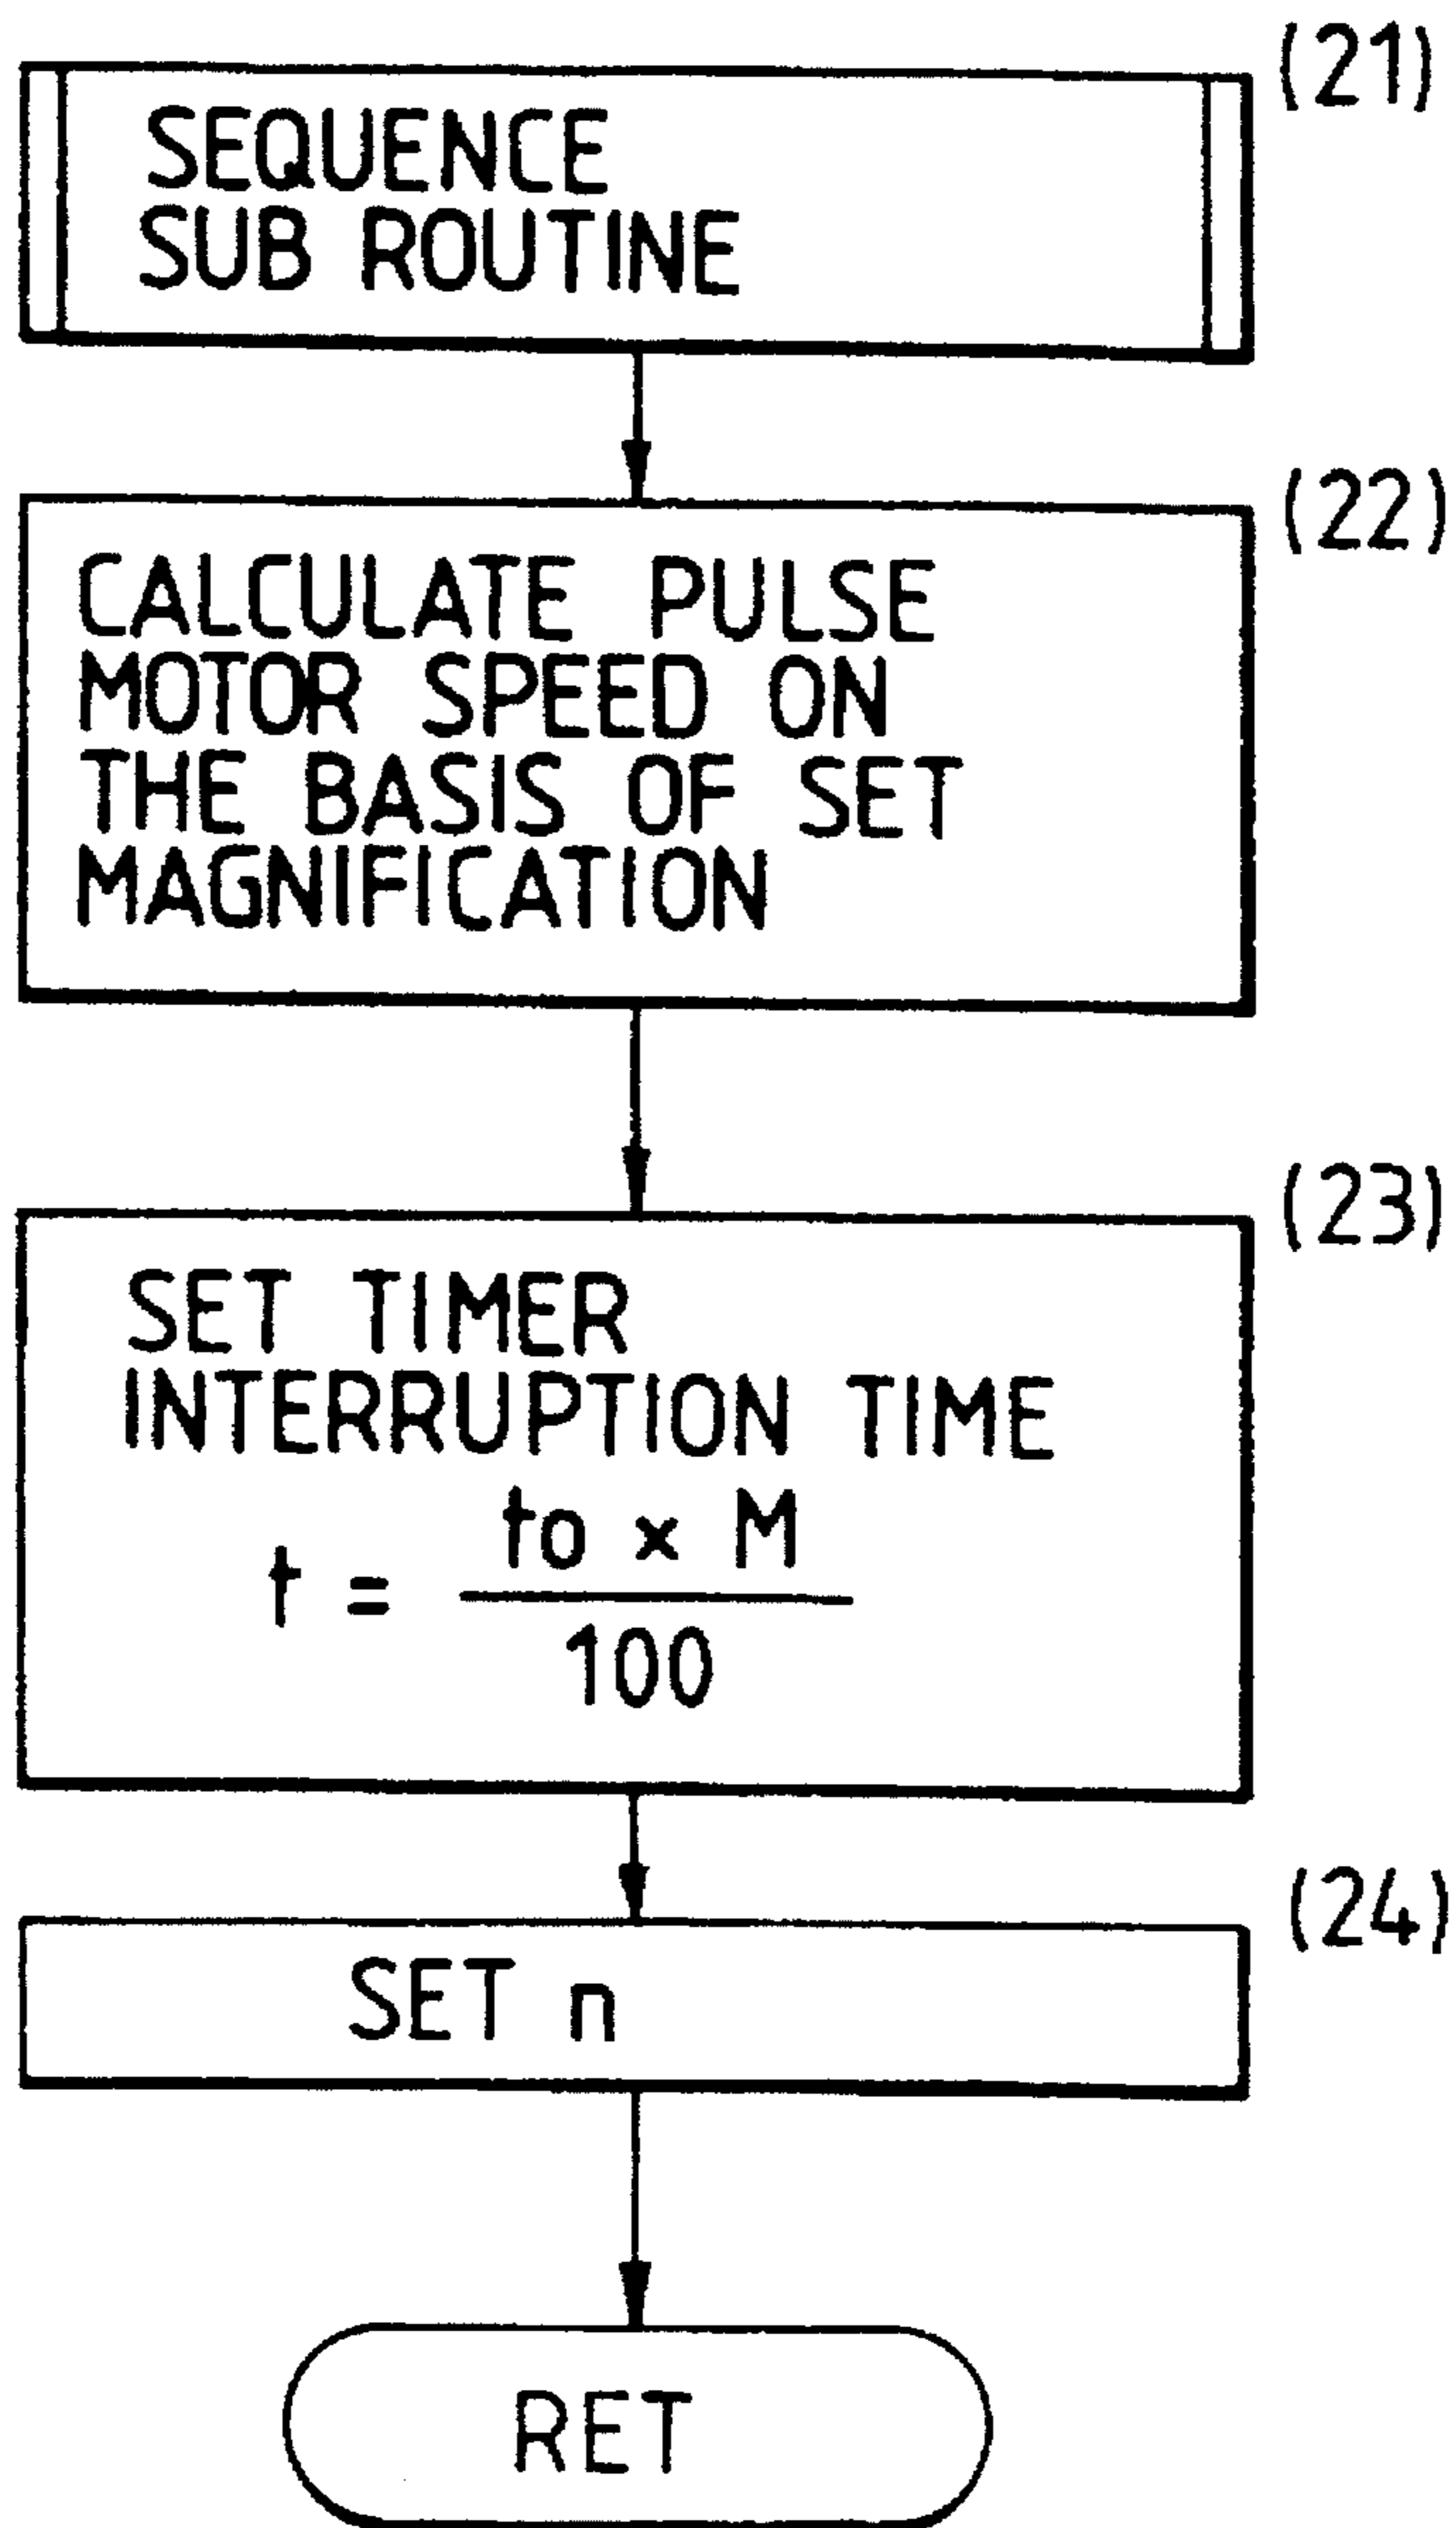 (21)
SEQUENCE
SUB ROUTINE
(22)
CALCULATE PULSE
MOTOR SPEED ON
THE BASIS OF SET
MAGNIFICATION
(23)
SET TIMER
INTERRUPTION TIME
t = to x M
100
(24)
SET n
RET